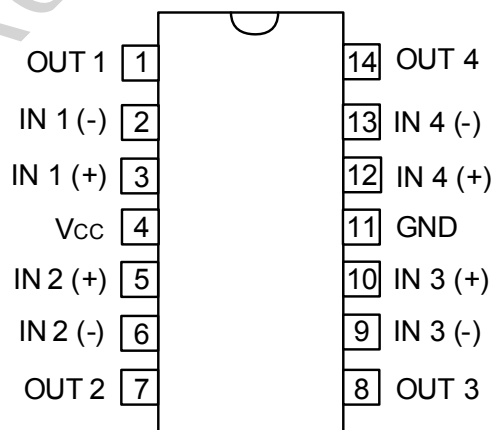 OUT 1 1 14 OUT 4
IN 1 (-) 2 13 IN 4 (-)
IN 1 (+) 3 12 IN 4 (+)
Vcc 4 11 GND
IN 2 (+) 5 10 IN 3 (+)
IN 2 (-) 6 9 IN 3 (-)
OUT 2 7 8 OUT 3